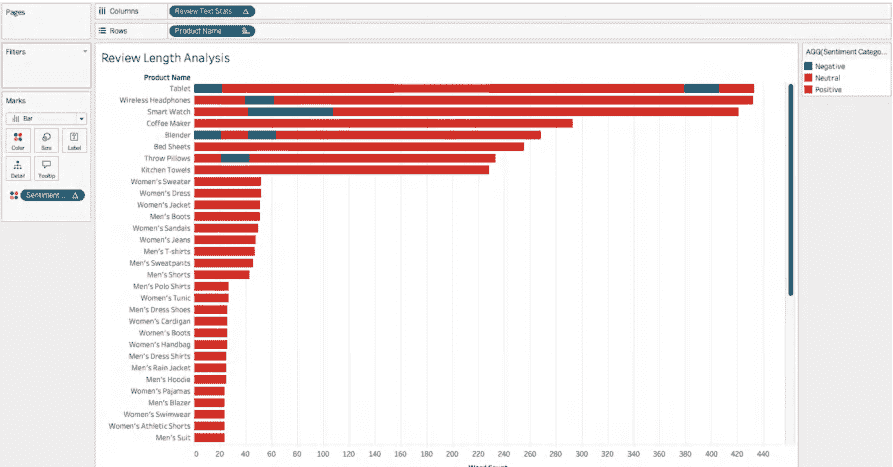 Pages
Columns
Review Text Stats
Rows
Product Name
Filters
Marks
Bar
Color
Size
Label
Detail
Tooltip
Sentiment ..
Review Length Analysis
Product Name
Tablet
Wireless Headphones
Smart Watch
Coffee Maker
Blender
Bed Sheets
Throw Pillows
Kitchen Towels
Women's Sweater
Women's Dress
Women's Jacket
Men's Boots
Women's Sandals
Women's Jeans
Men's T-shirts
Men's Sweatpants
Men's Shorts
Men's Polo Shirts
Women's Tunic
Men's Dress Shoes
Women's Cardigan
Women's Boots
Women's Handbag
Men's Dress Shirts
Men's Rain Jacket
Men's Hoodie
Women's Pajamas
Men's Blazer
Women's Swimwear
Women's Athletic Shorts
Men's Suit
0 20 40 60 80 100 120 140 160 180 200 220 240 260 280 300 320 340 360 380 400 420 440
Word Count
AGG(Sentiment Catego...
Negative
Neutral
Positive